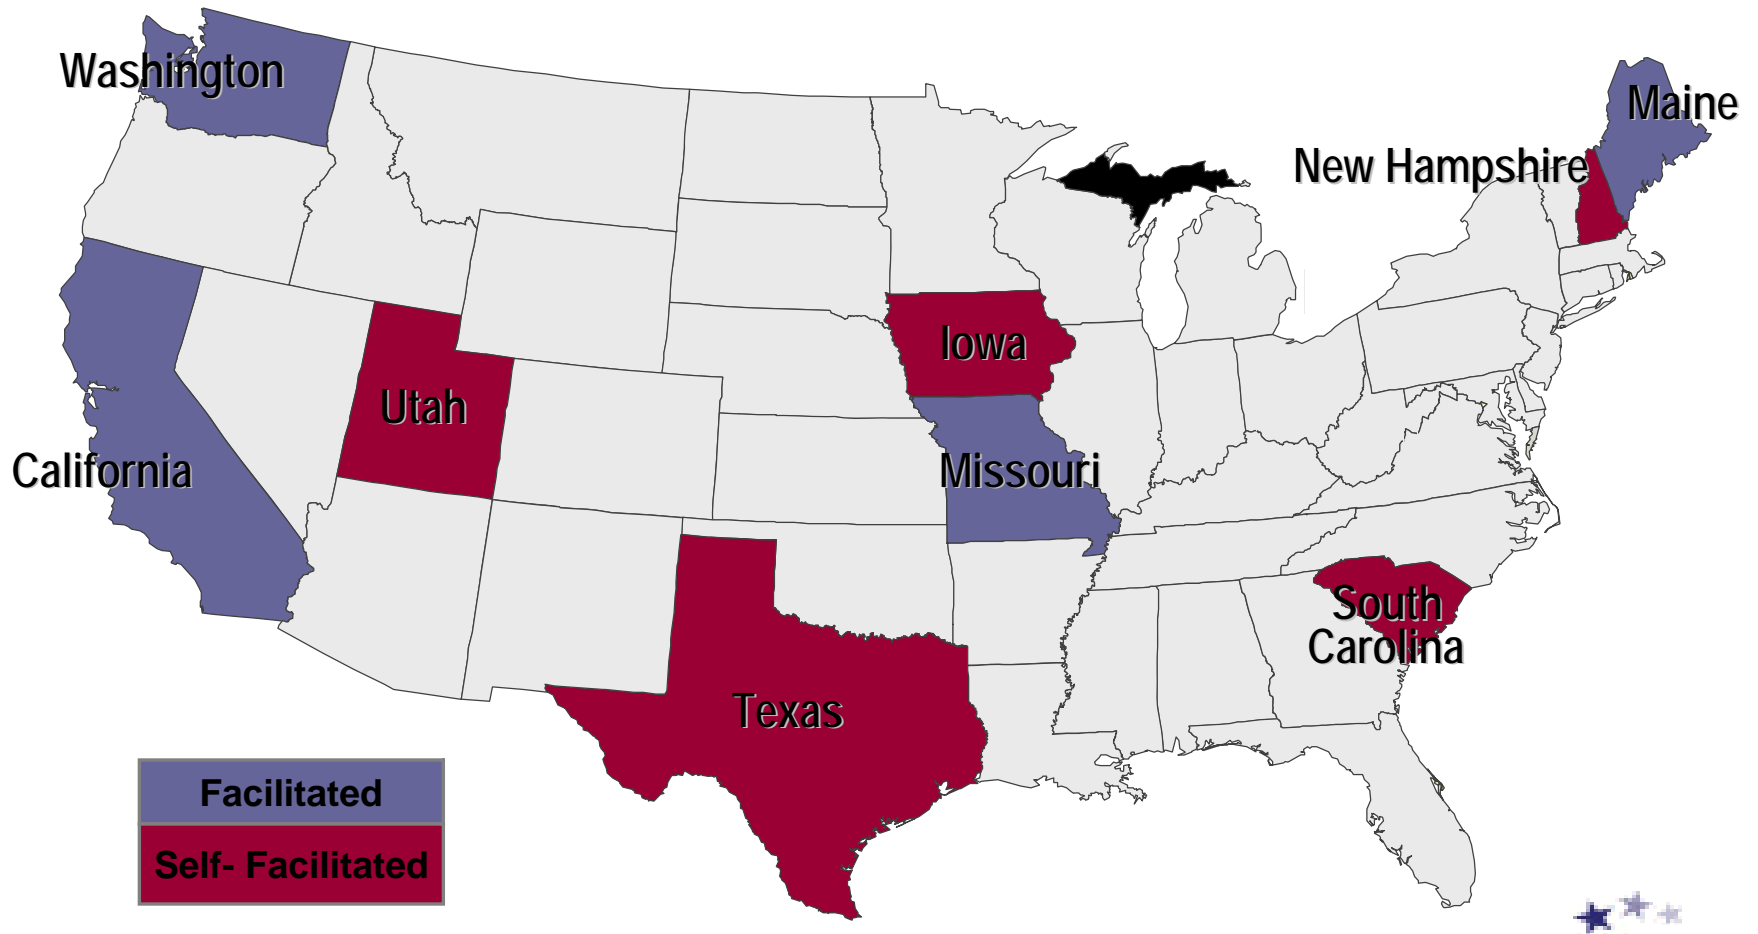 Washington
Maine
New Hampshire
Iowa
Utah
California
Missouri
South
Carolina
Texas
Facilitated
Self- Facilitated